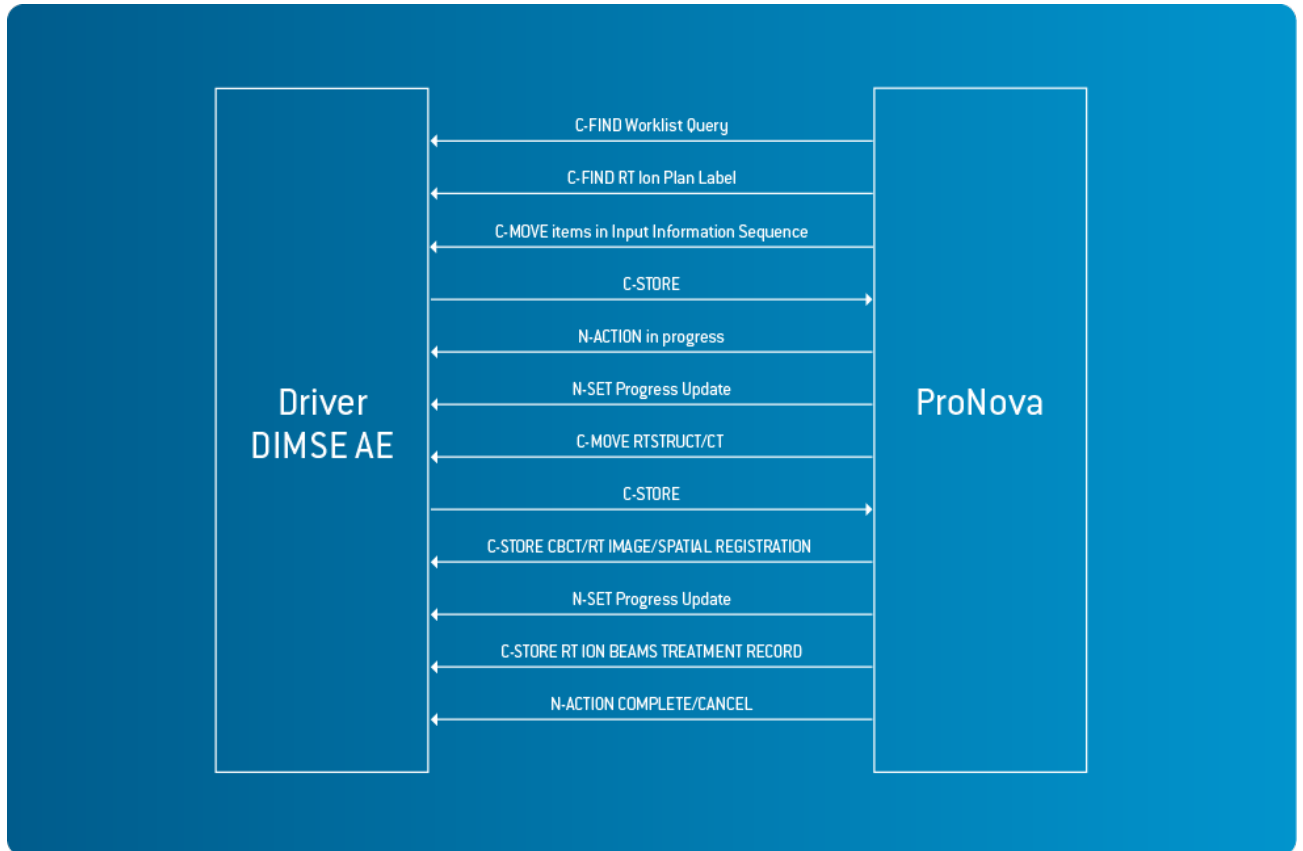 C-FIND Worklist Query
C-FIND RT Ion Plan Label
C-MOVE items in Input Information Sequence
C-STORE
N-ACTION in progress
N-SET Progress Update
Driver
DIMSE AE
ProNova
C-MOVE RTSTRUCT/CT
C-STORE
C-STORE CBCT/RT IMAGE/SPATIAL REGISTRATION
N-SET Progress Update
C-STORE RT ION BEAMS TREATMENT RECORD
N-ACTION COMPLETE/CANCEL